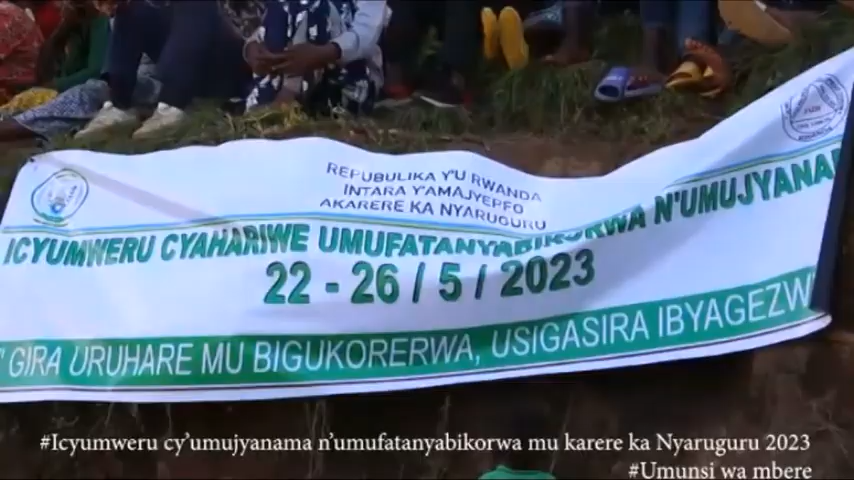 REPUBULIKA Y'U RWANDA
INTARA Y'AMAJYEPFO
AKARERE KA NYARUGURU
ICYUMWERU CYAHARIWE UMUFATANYABIKORWA N'UMUJYANAMA
22 - 26 / 5 / 2023
GIRA URUHARE MU BIGUKORERWA, USIGASIRA IBYAGEZW
#Icyumweru cy'umujyanama n'umufatanyabikorwa mu karere ka Nyaruguru 2023
#Umunsi wa mbere